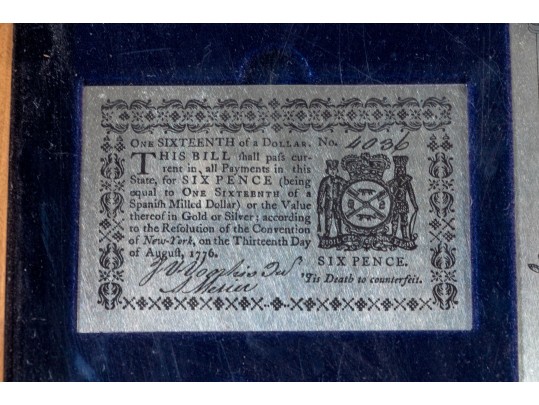 ONE SIXTEENTH of a DOLLAR. No. 4036
THIS BILL shall pass cur-
rent in all Payments in this
State, for SIX PENCE (being
equal to ONE SIXTEENTH of a
Spanish Milled Dollar) or the Value
thereof in Gold or Silver; according
to the Resolution of the Convention
of New-York, on the Thirteenth Day
of August, 1776.
SIX PENCE.
'Tis Death to counterfeit.